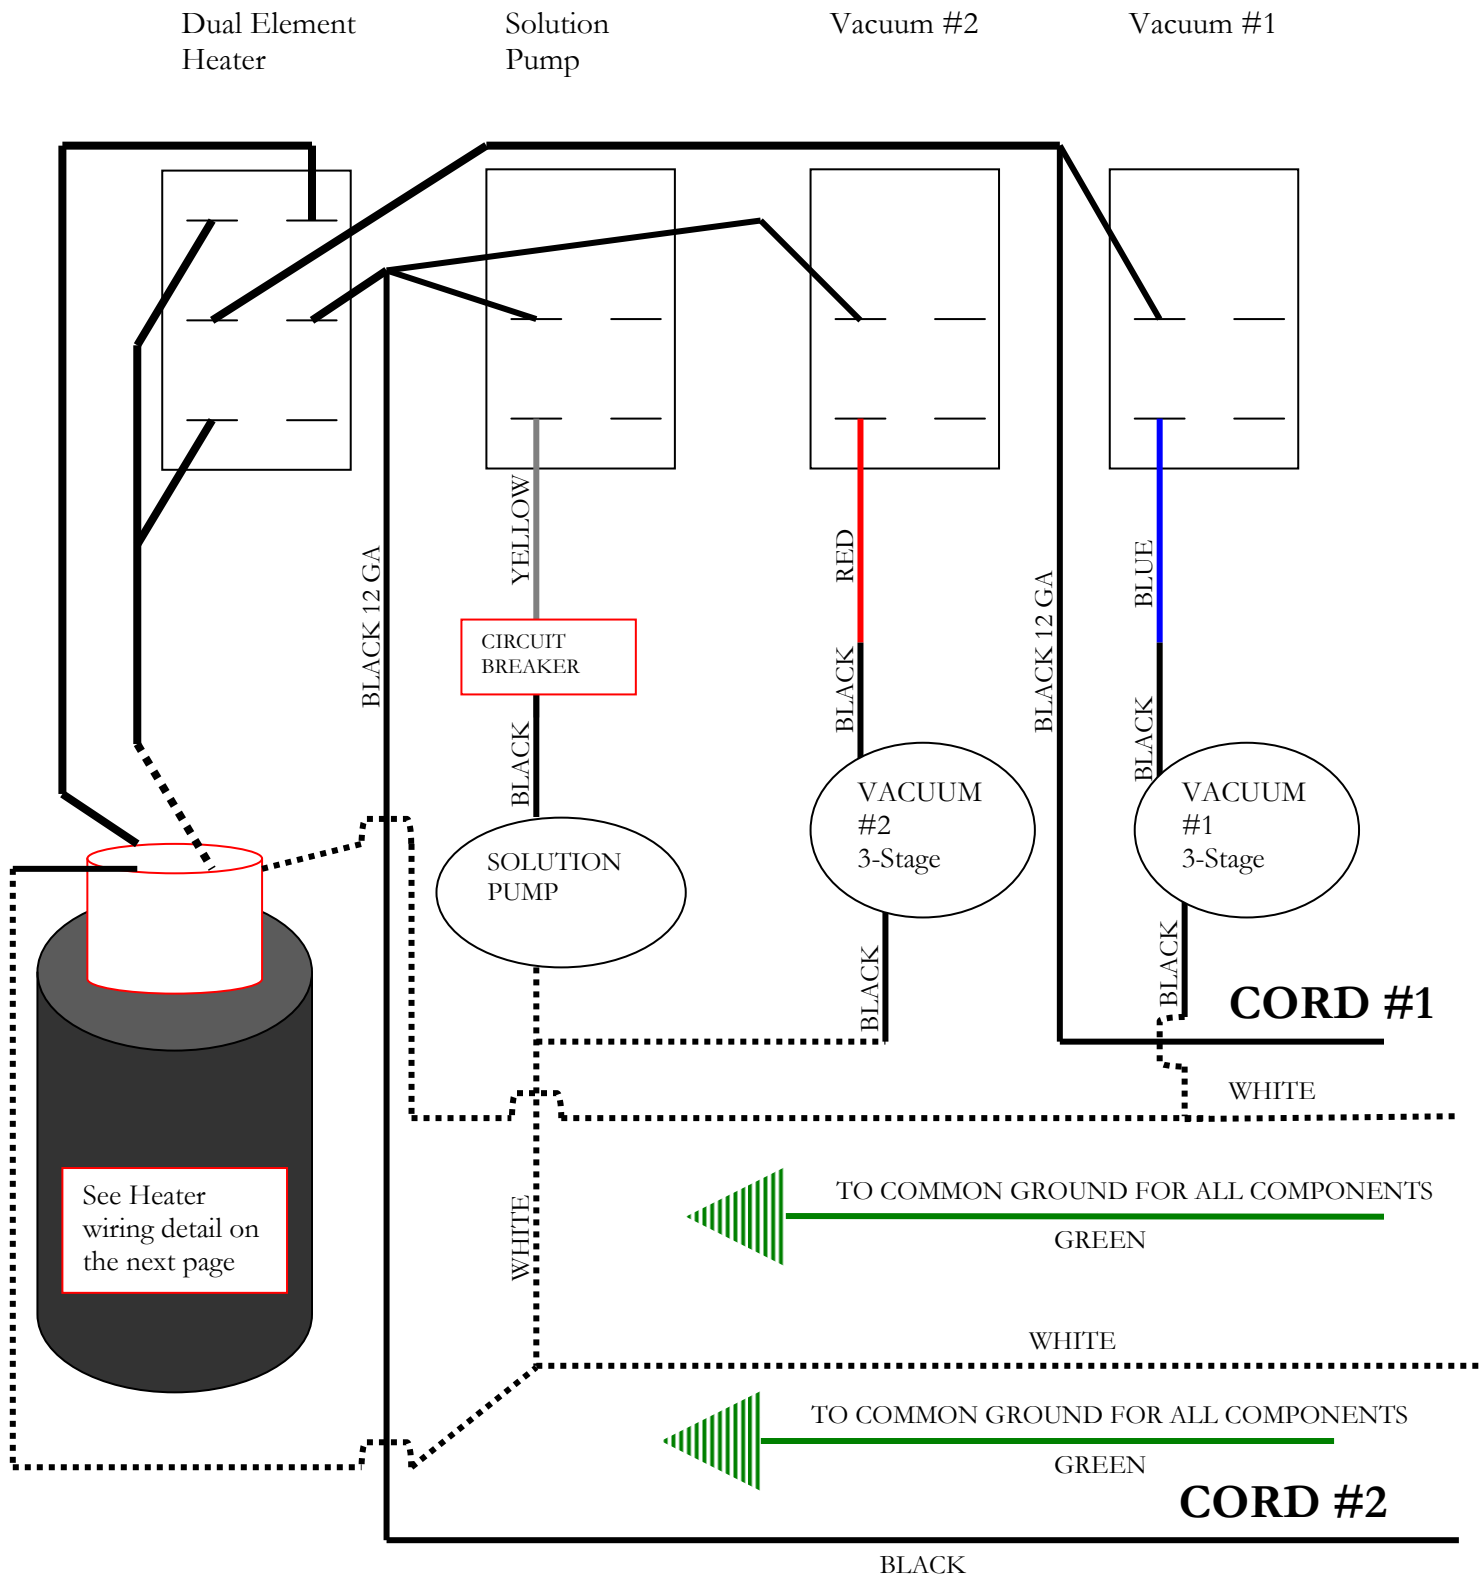 Dual Element
Heater
Solution
Pump
Vacuum #2
Vacuum #1
YELLOW
RED
BLUE
BLACK 12 GA
BLACK 12 GA
CIRCUIT
BREAKER
BLACK
BLACK
BLACK
SOLUTION
PUMP
VACUUM
#2
3-Stage
VACUUM
#1
3-Stage
BLACK
BLACK
CORD #1
WHITE
See Heater
wiring detail on
the next page
WHITE
TO COMMON GROUND FOR ALL COMPONENTS
GREEN
WHITE
TO COMMON GROUND FOR ALL COMPONENTS
GREEN
CORD #2
BLACK